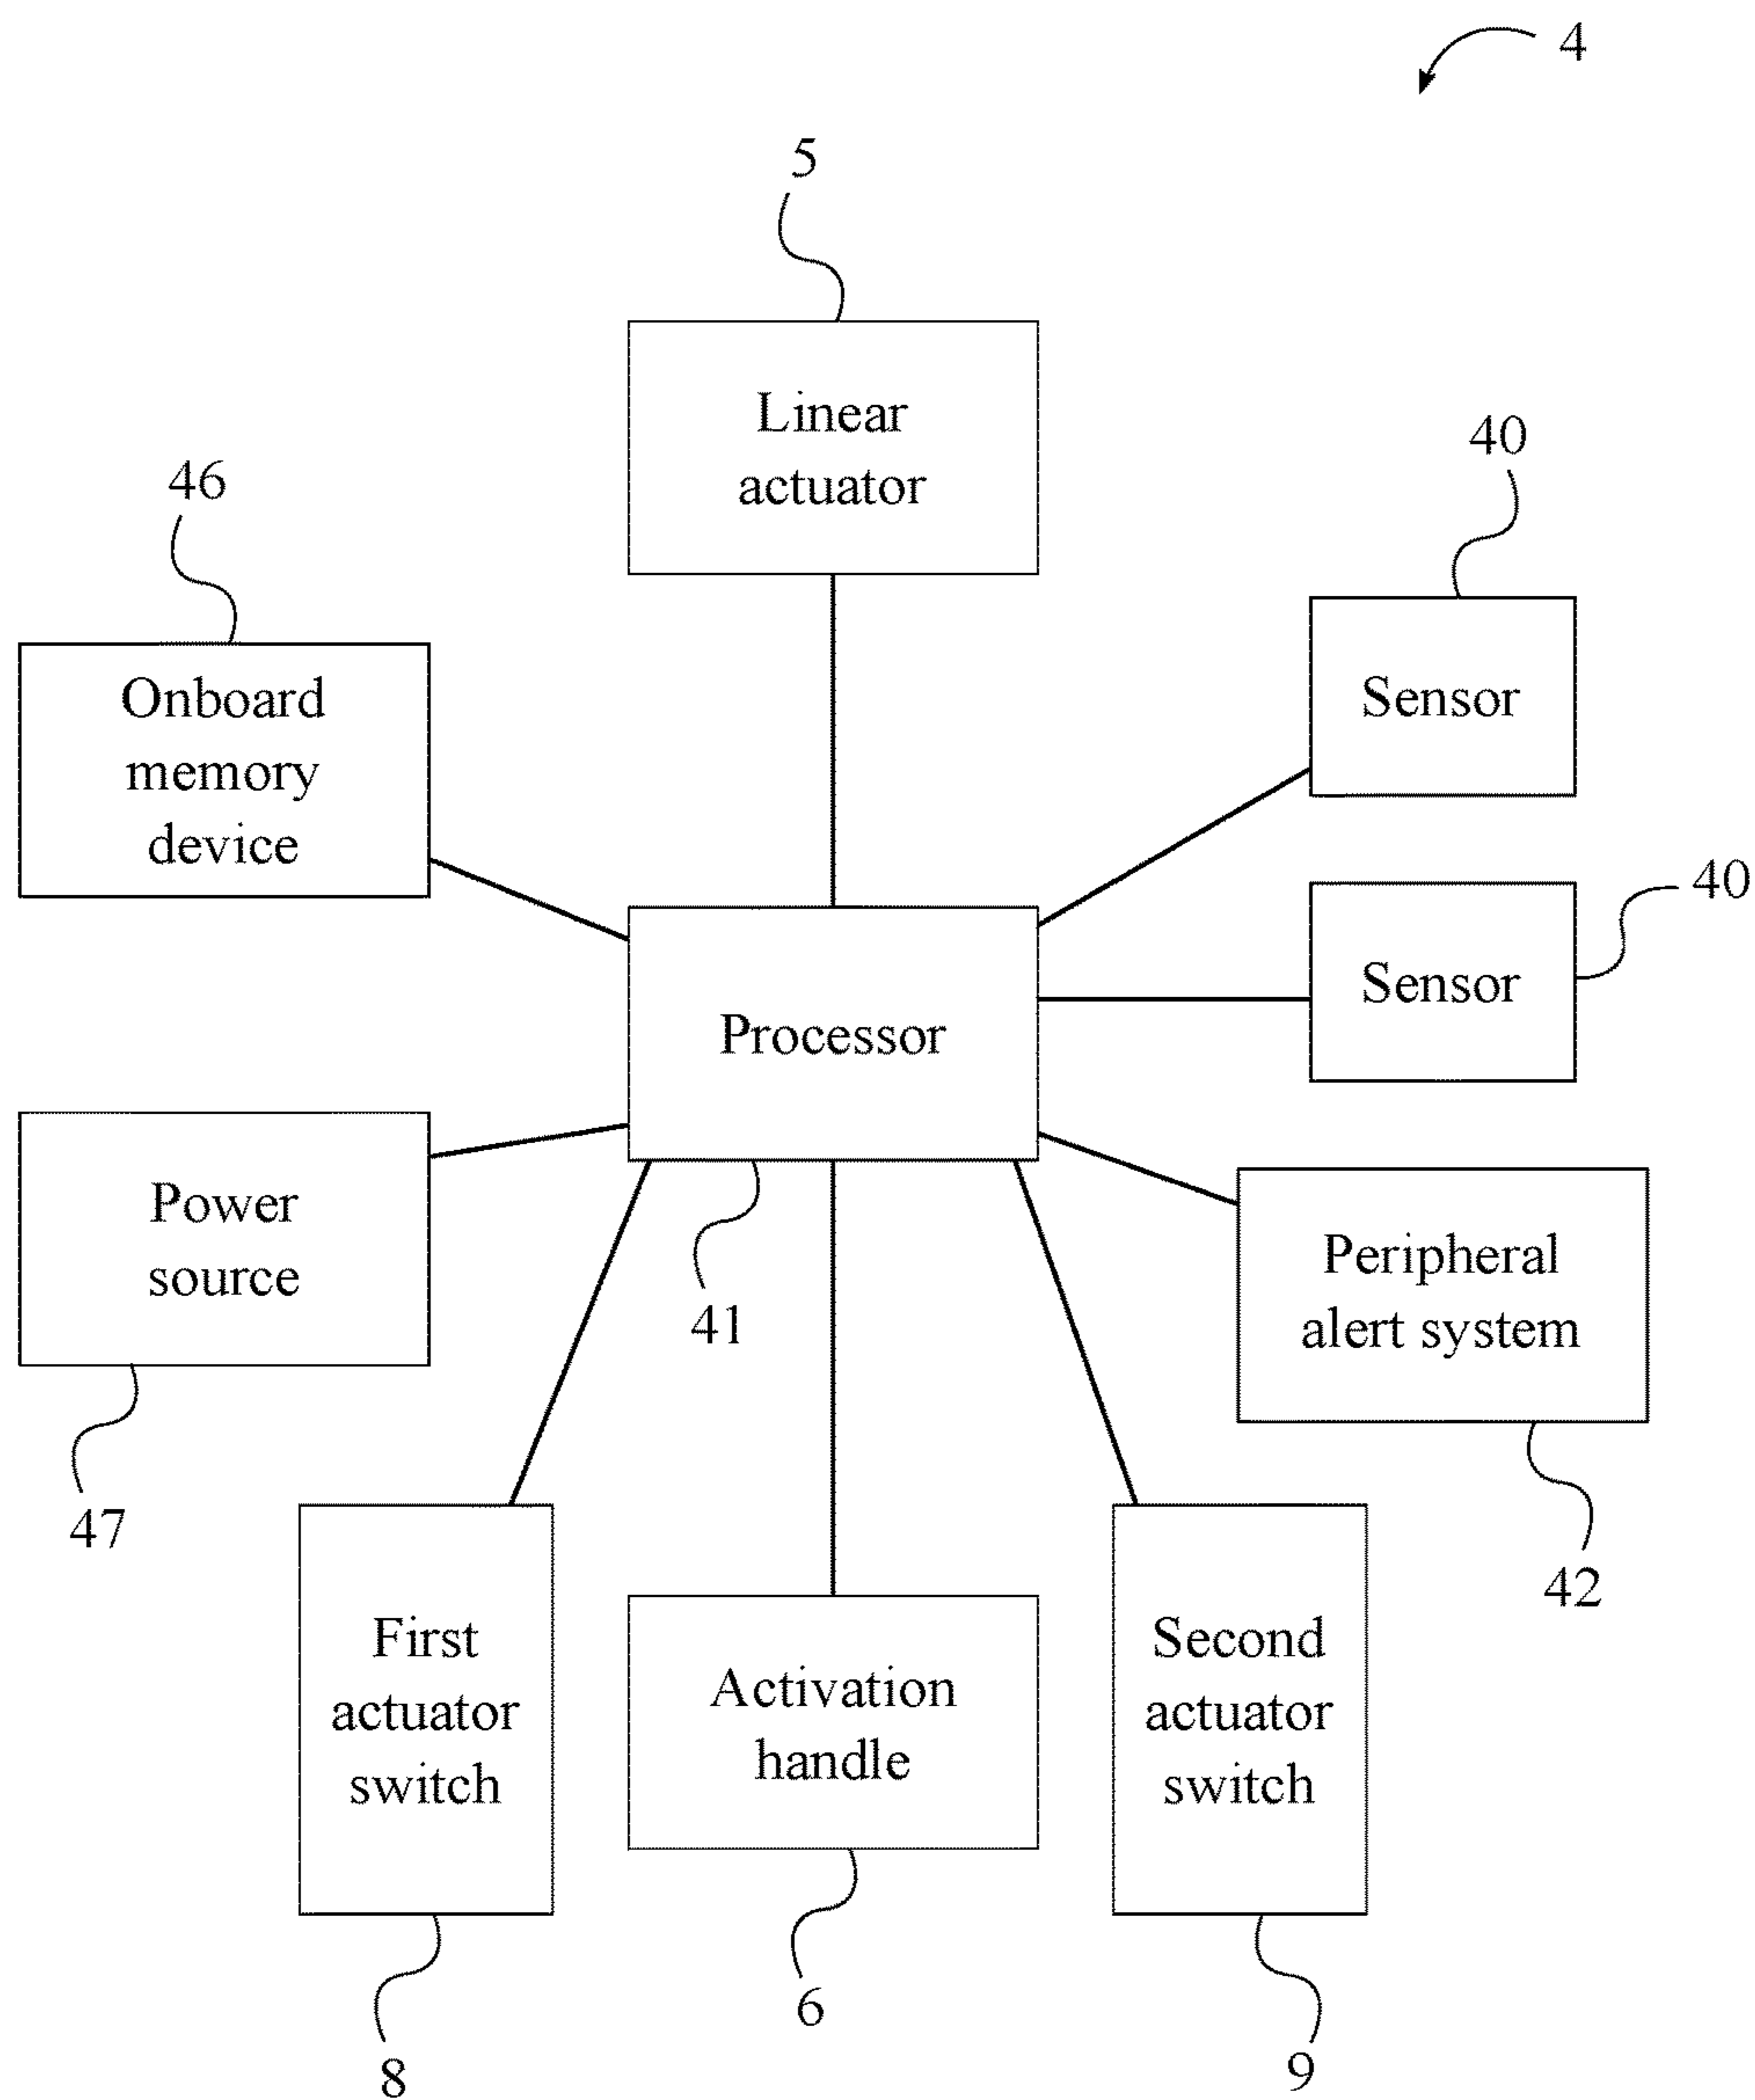 4
5
Linear
actuator
40
46
Sensor
Onboard
memory
device
40
Sensor
Processor
Power
source
Peripheral
alert system
41
47
42
First
actuator
switch
Activation
handle
Second
actuator
switch
6
8
9